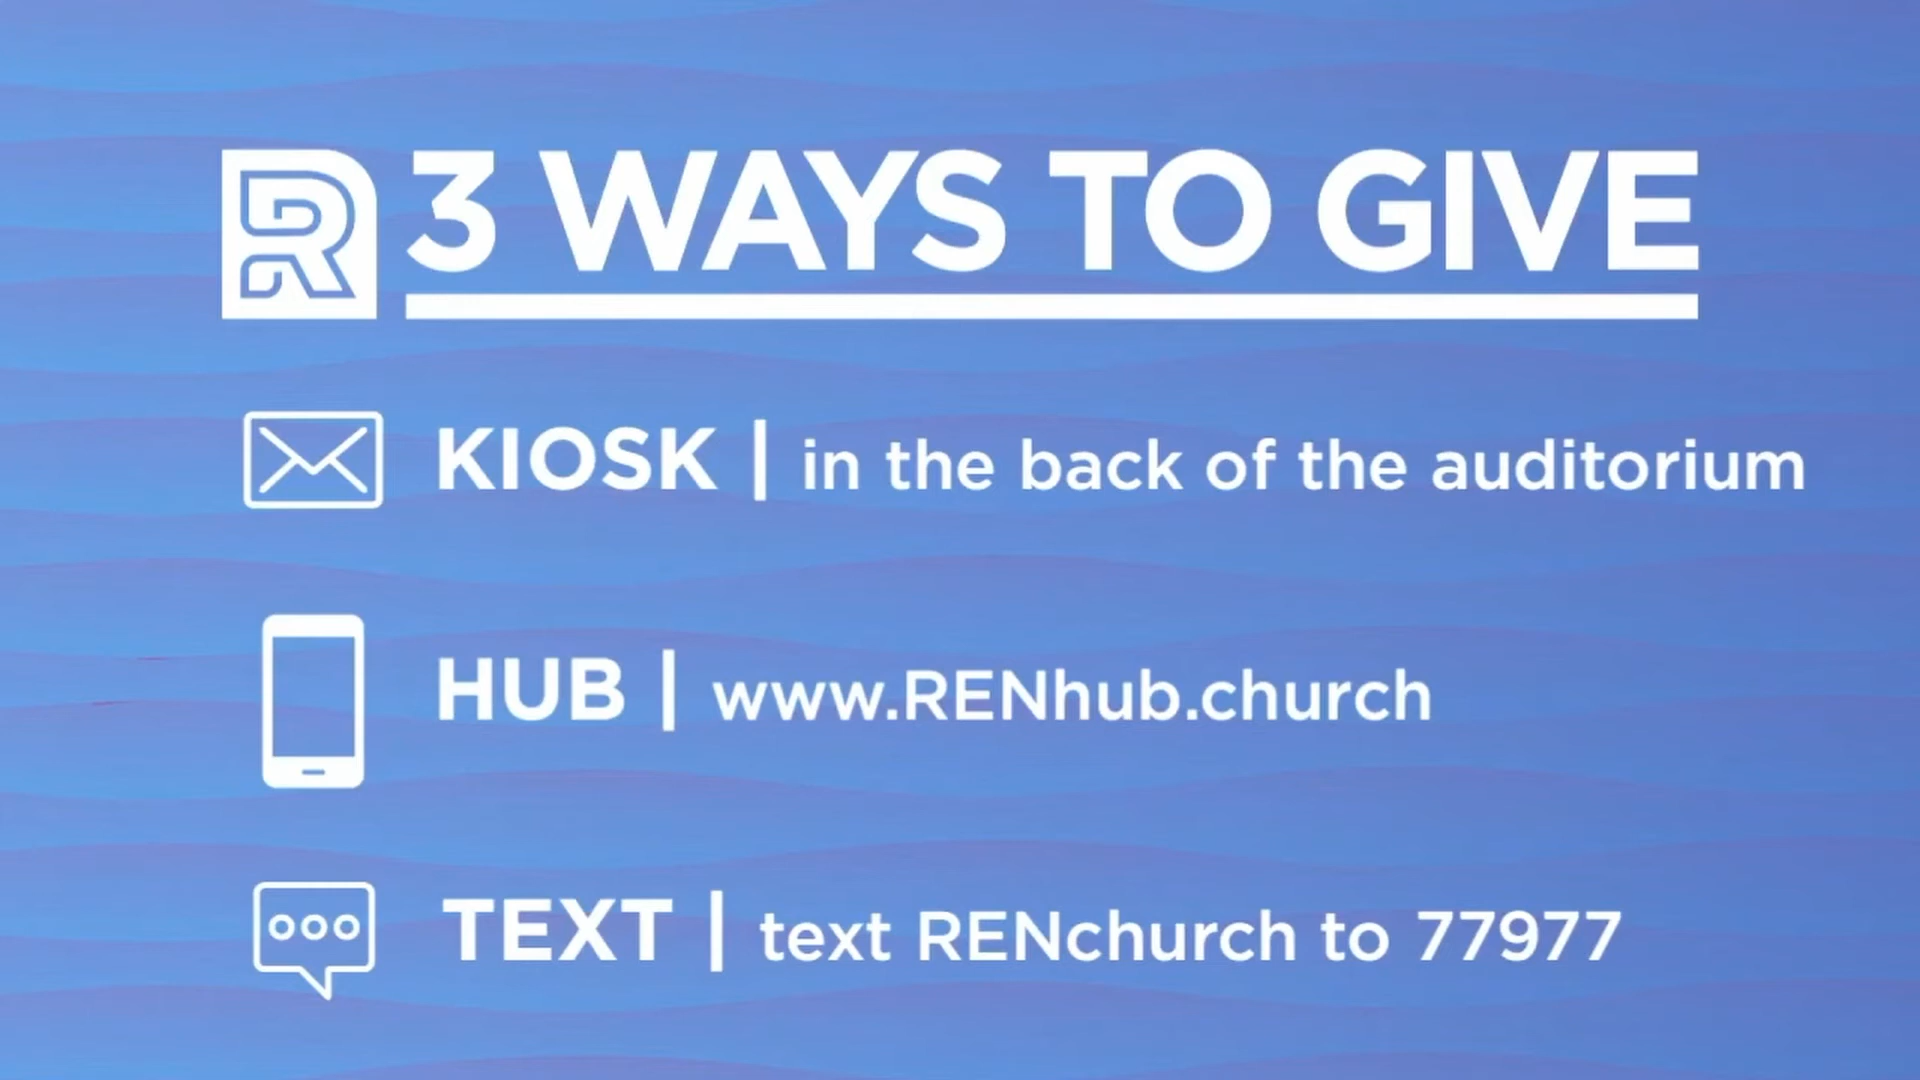 R 3 WAYS TO GIVE
KIOSK | in the back of the auditorium
HUB | www.RENhub.church
TEXT | text RENchurch to 77977